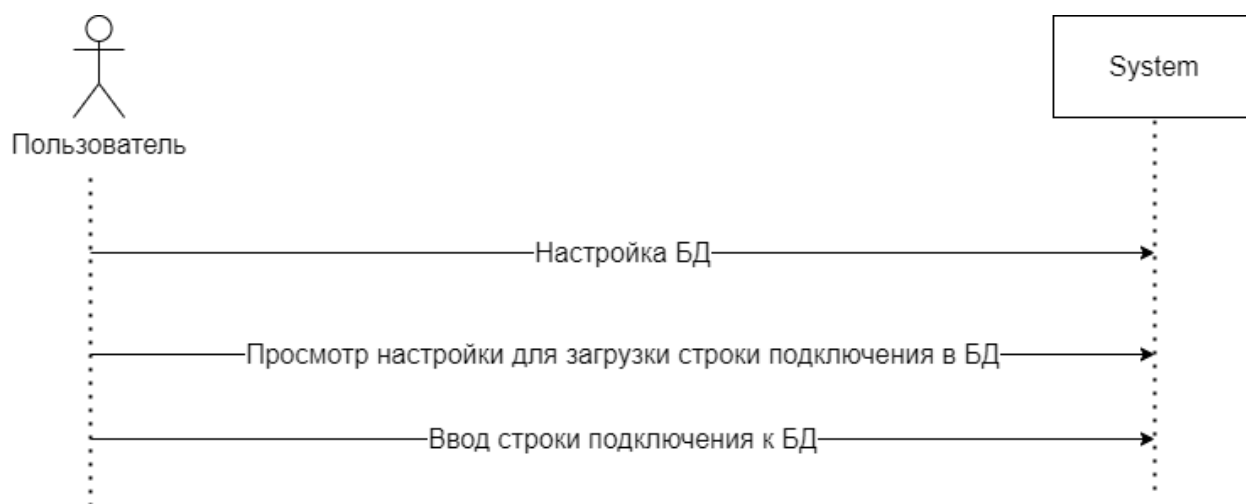 System
Пользователь
Настройка БД
Просмотр настройки для загрузки строки подключения в БД
Ввод строки подключения к БД